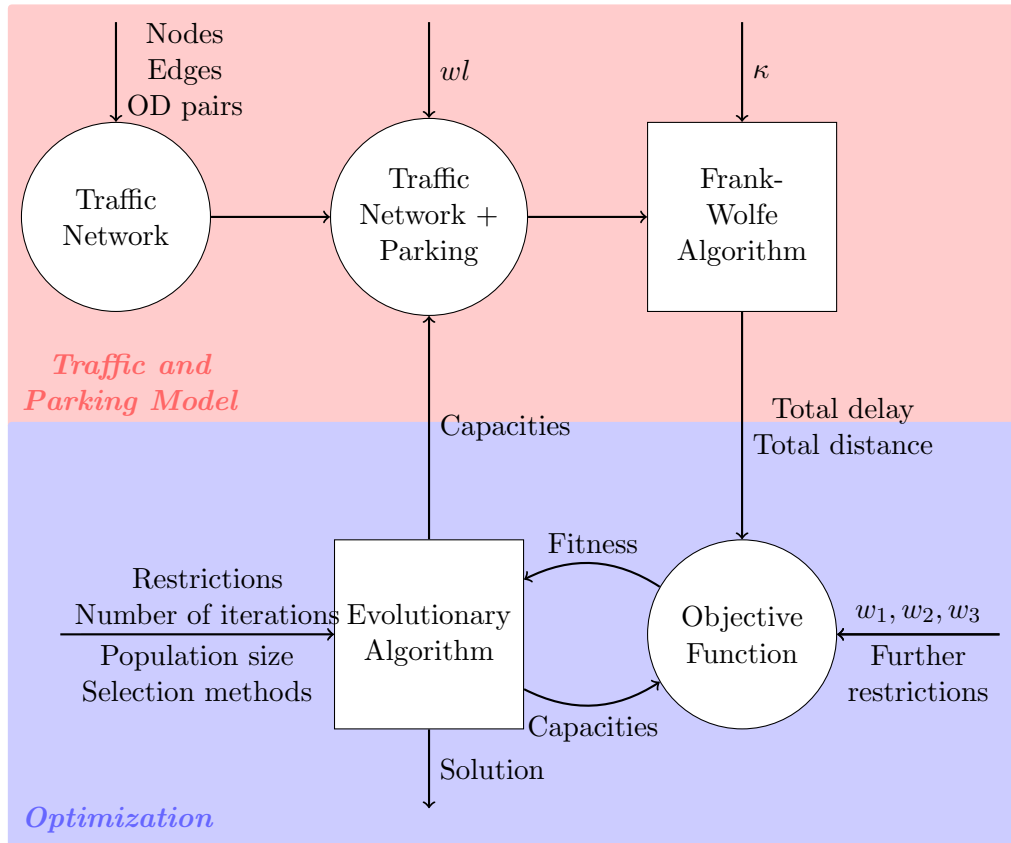 Nodes
Edges
OD pairs
wl
κ
Traffic
Network
Traffic
Network +
Parking
Frank-
Wolfe
Algorithm
Traffic and
Parking Model
Capacities
Total delay
Total distance
Fitness
Restrictions
Number of iterations
Population size
Selection methods
Evolutionary
Algorithm
Objective
Function
w₁, w₂, w₃
Further
restrictions
Capacities
Solution
Optimization